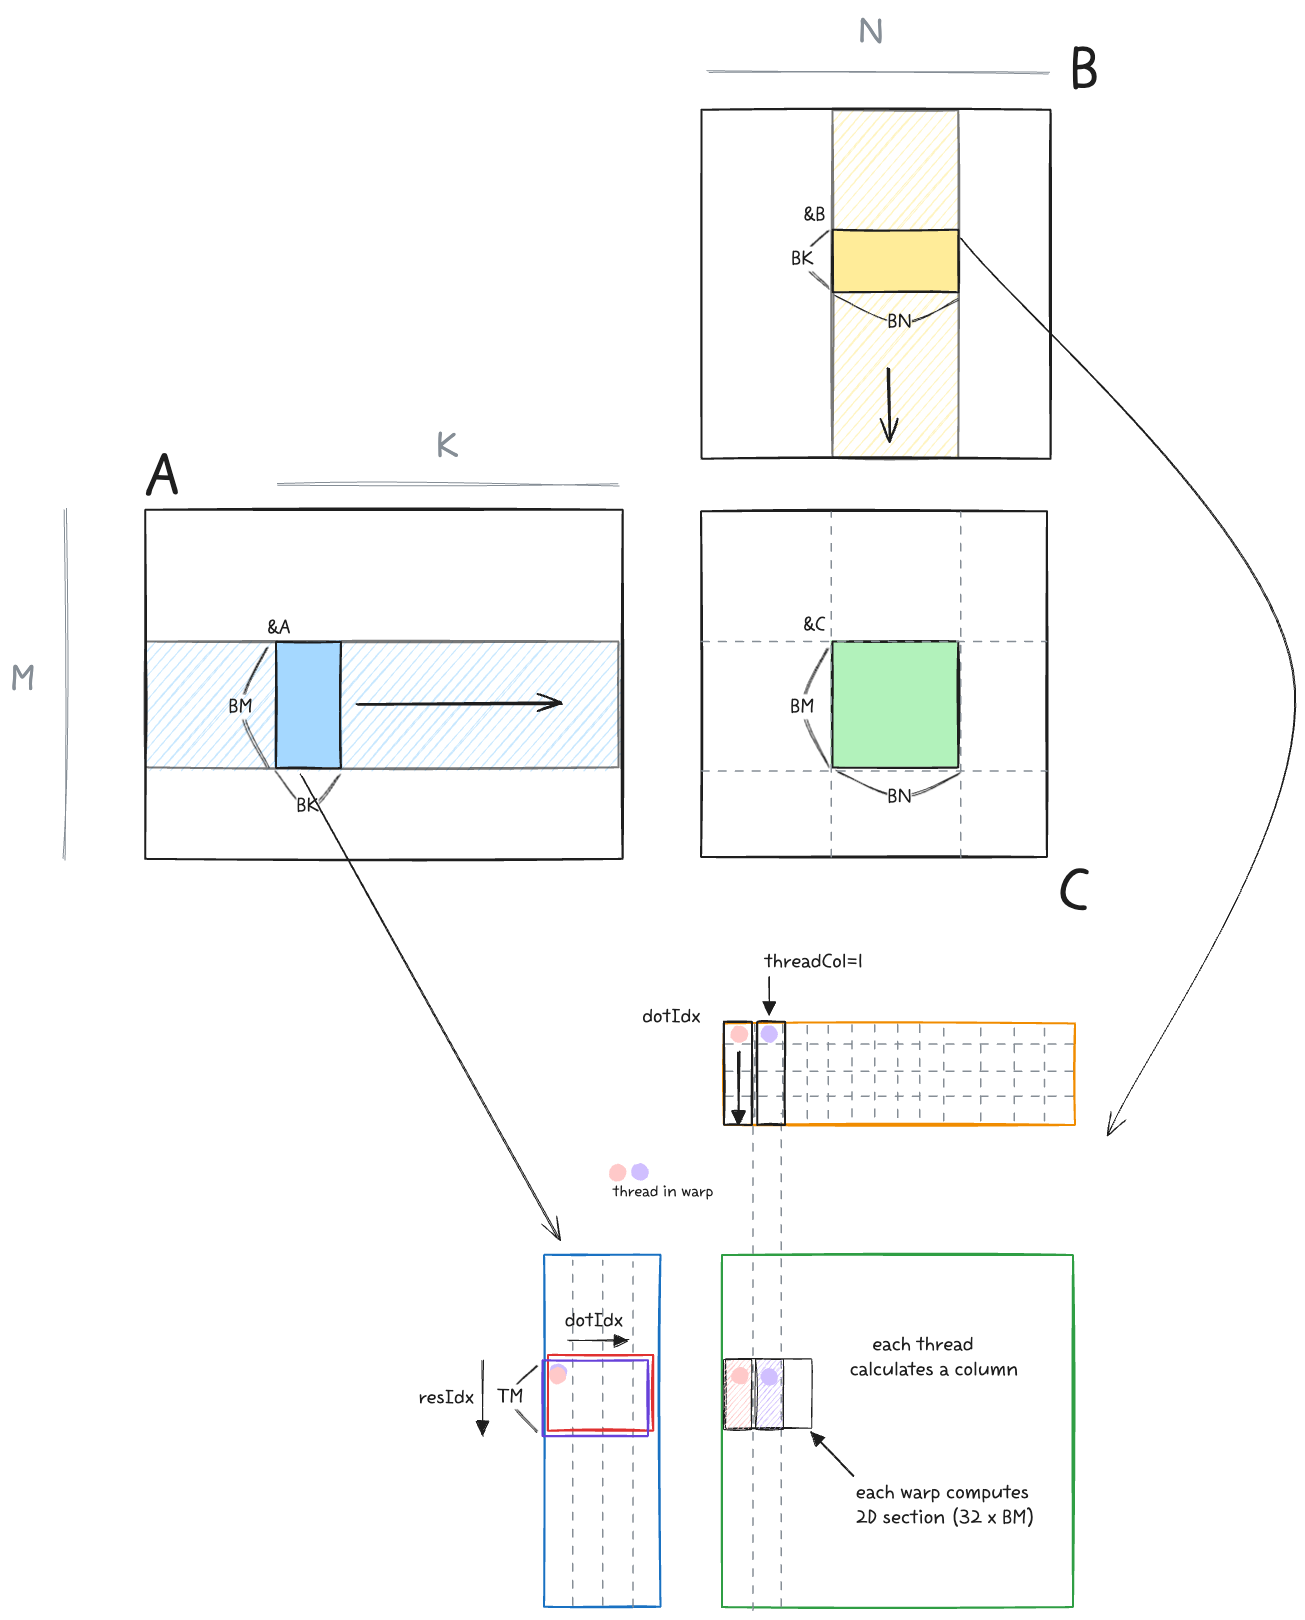 N
B
&B
BK
BN
K
A
M
&A
BM
BK
&C
BM
BN
C
threadCol=1
dotIdx
thread in warp
dotIdx
resIdx
TM
each thread
calculates a column
each warp computes
2D section (32 x BM)